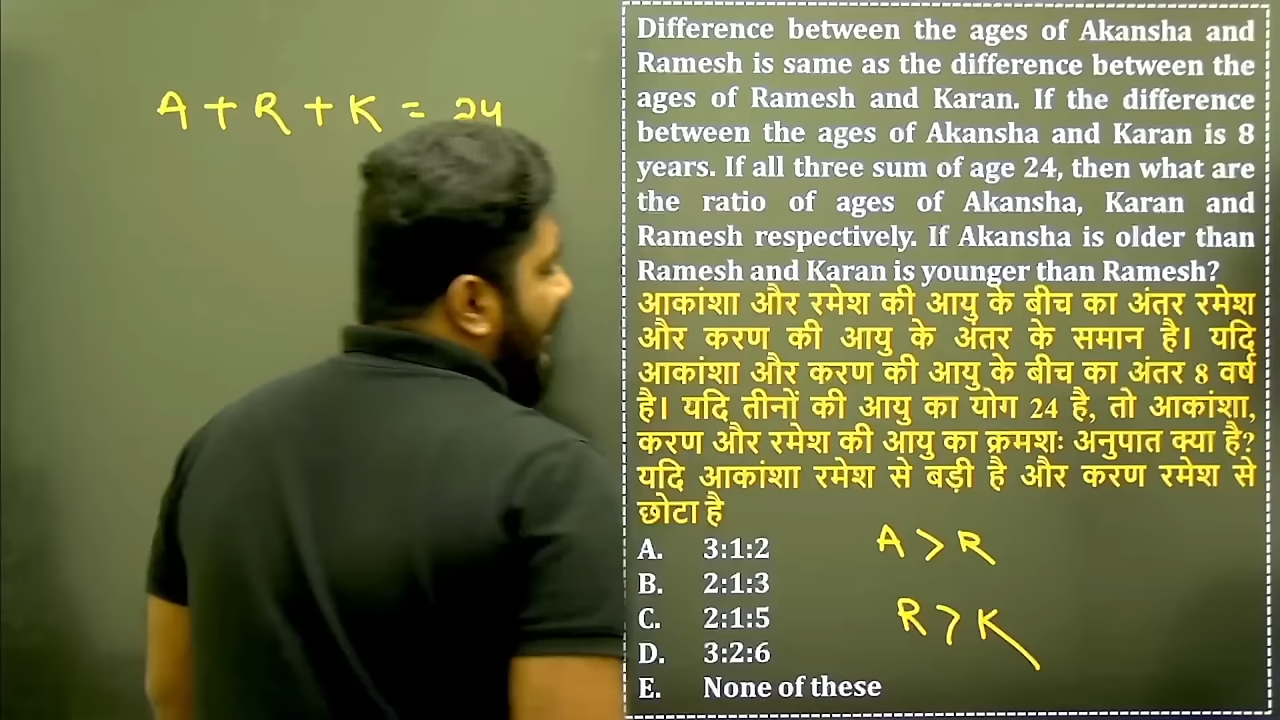 A + R + K = 24
Difference between the ages of Akansha and
Ramesh is same as the difference between the
ages of Ramesh and Karan. If the difference
between the ages of Akansha and Karan is 8
years. If all three sum of age 24, then what are
the ratio of ages of Akansha, Karan and
Ramesh respectively. If Akansha is older than
Ramesh and Karan is younger than Ramesh?
आकांशा और रमेश की आयु के बीच का अंतर रमेश
और करण की आयु के अंतर के समान है। यदि
आकांशा और करण की आयु के बीच का अंतर 8 वर्ष
है। यदि तीनों की आयु का योग 24 है, तो आकांशा,
करण और रमेश की आयु का क्रमशः अनुपात क्या है?
यदि आकांशा रमेश से बड़ी है और करण रमेश से
छोटा है
A. 3:1:2
B. 2:1:3
C. 2:1:5
D. 3:2:6
E. None of these
A > R
R > K